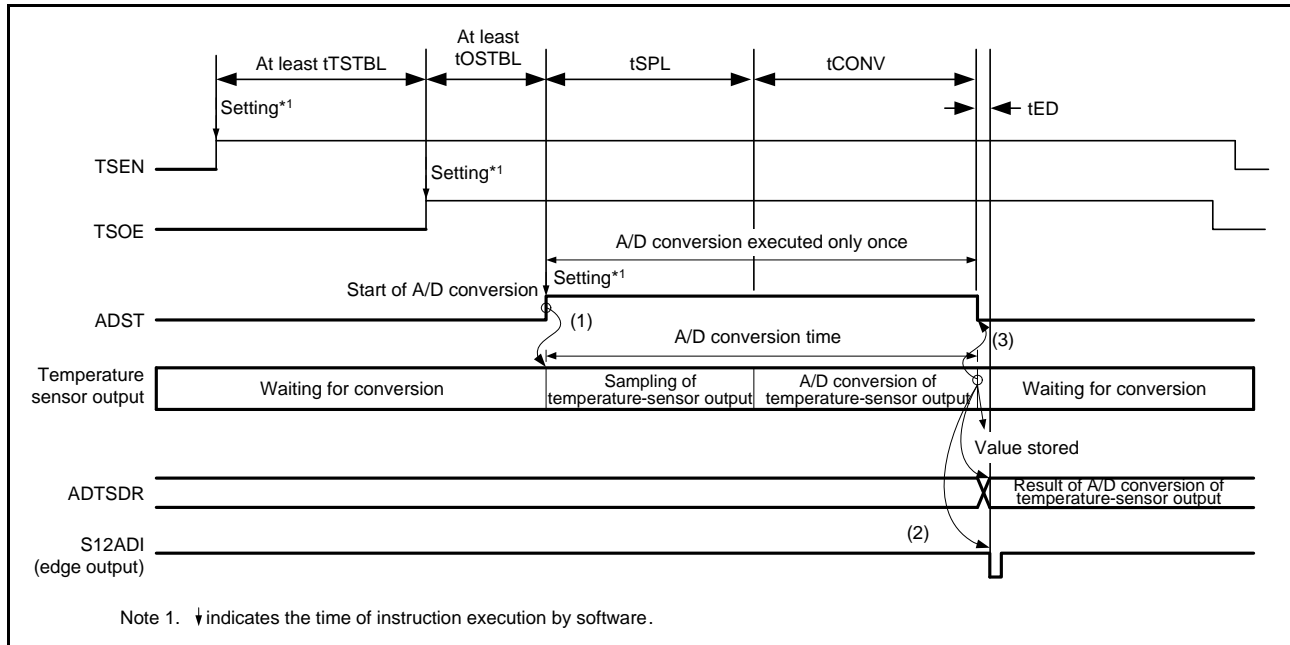 At least tTSTBL
At least
tOSTBL
tSPL
tCONV
tED
Setting*1
TSEN
Setting*1
TSOE
A/D conversion executed only once
Setting*1
Start of A/D conversion
ADST
(1)
(3)
A/D conversion time
Temperature
sensor output
Waiting for conversion
Sampling of
temperature-sensor output
A/D conversion of
temperature-sensor output
Waiting for conversion
Value stored
ADTSDR
Result of A/D conversion of
temperature-sensor output
S12ADI
(edge output)
(2)
Note 1. ↓ indicates the time of instruction execution by software.